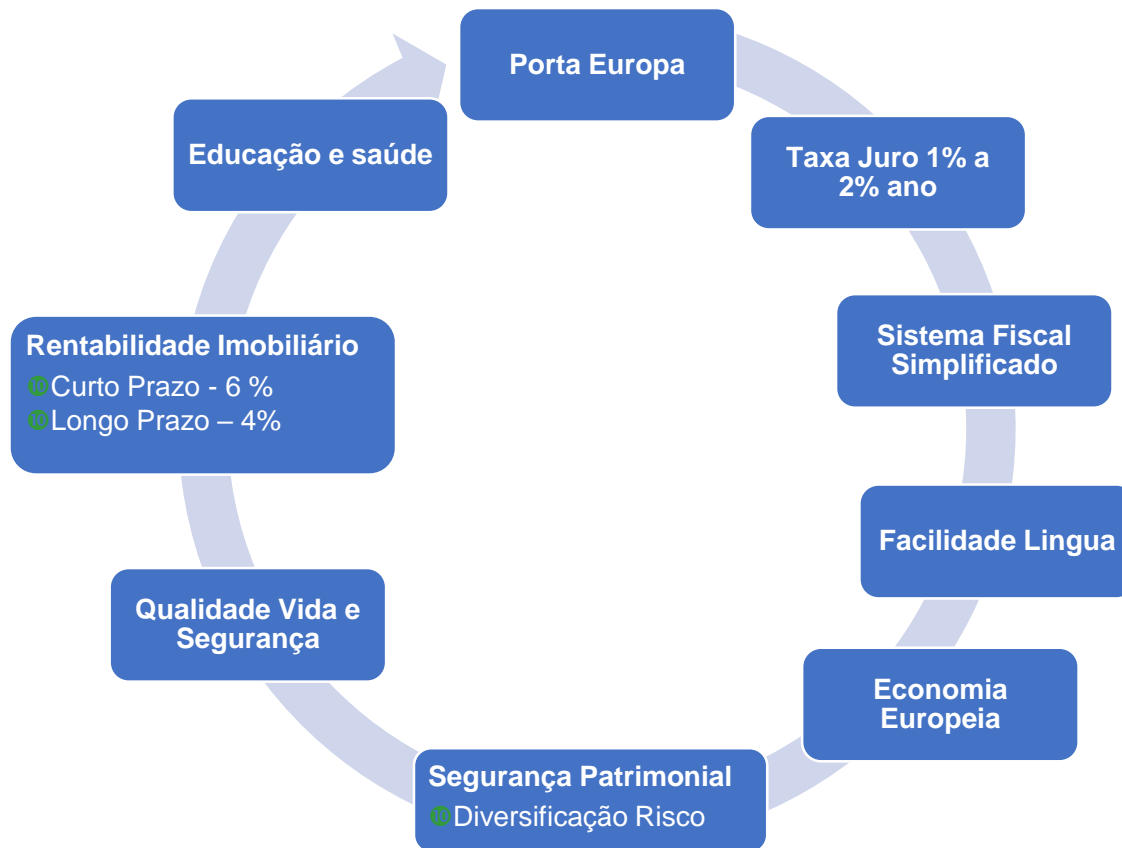 Porta Europa
Taxa Juro 1% a
2% ano
Sistema Fiscal
Simplificado
Facilidade Lingua
Economia
Europeia
Segurança Patrimonial
Diversificação Risco
Qualidade Vida e
Segurança
Rentabilidade Imobiliário
Curto Prazo - 6 %
Longo Prazo – 4%
Educação e saúde